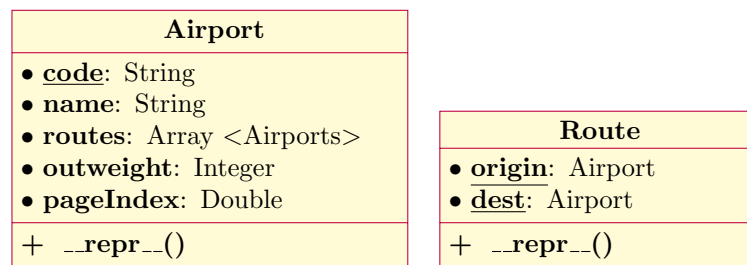 Airport
• code: String
• name: String
• routes: Array <Airports>
• outweight: Integer
• pageIndex: Double
+ __repr__()
Route
• origin: Airport
• dest: Airport
+ __repr__()